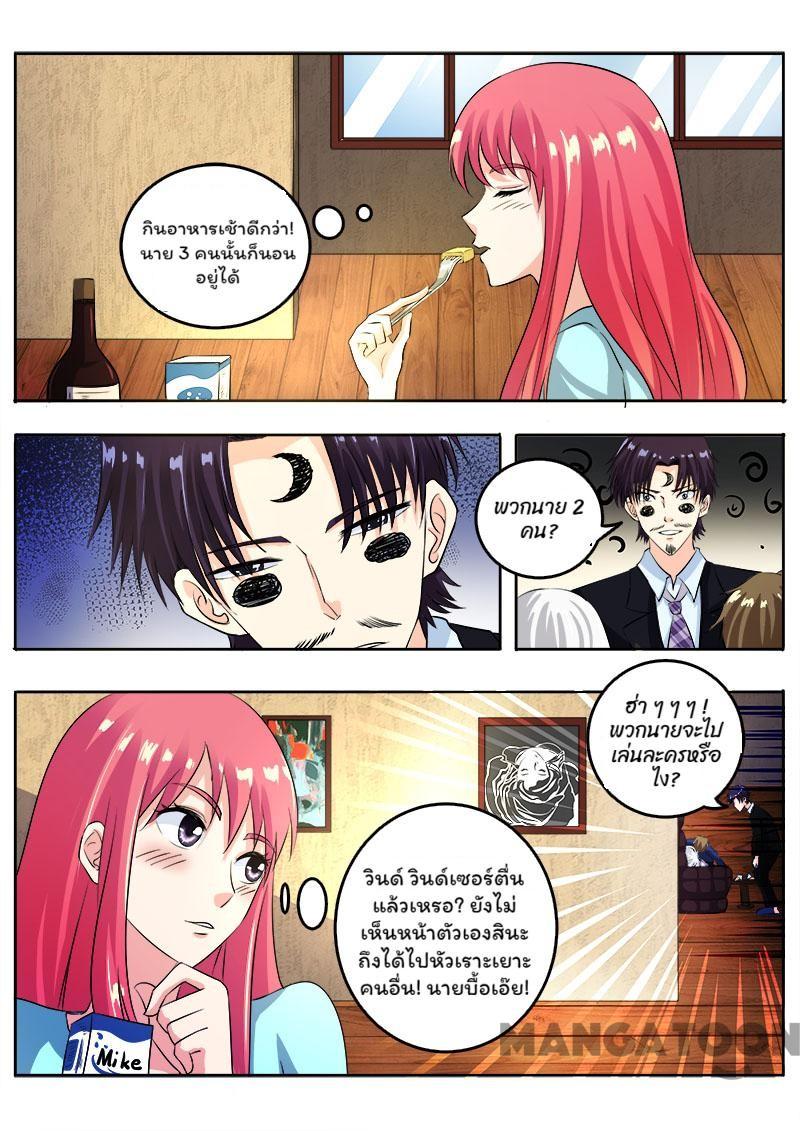 กินอาหารเช้าดีกว่า!
นาย 3 คนนั้นก็นอน
อยู่ได้
พวกนาย 2
คน?
ฮ่า ๆ ๆ ๆ !
พวกนายจะไป
เล่นละครหรือ
ไง?
วินด์ วินด์เซอร์ตื่น
แล้วเหรอ? ยังไม่
เห็นหน้าตัวเองสินะ
ถึงได้ไปหัวเราะเยาะ
คนอื่น! นายบื้อเอ๊ย!
Mike
MANGATOON